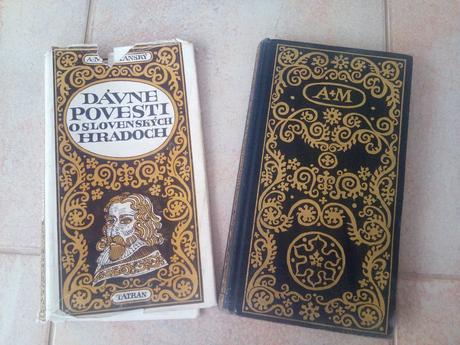 DÁVNE
POVESTI
O SLOVENSKÝCH
HRADOCH
TATRAN
A+M